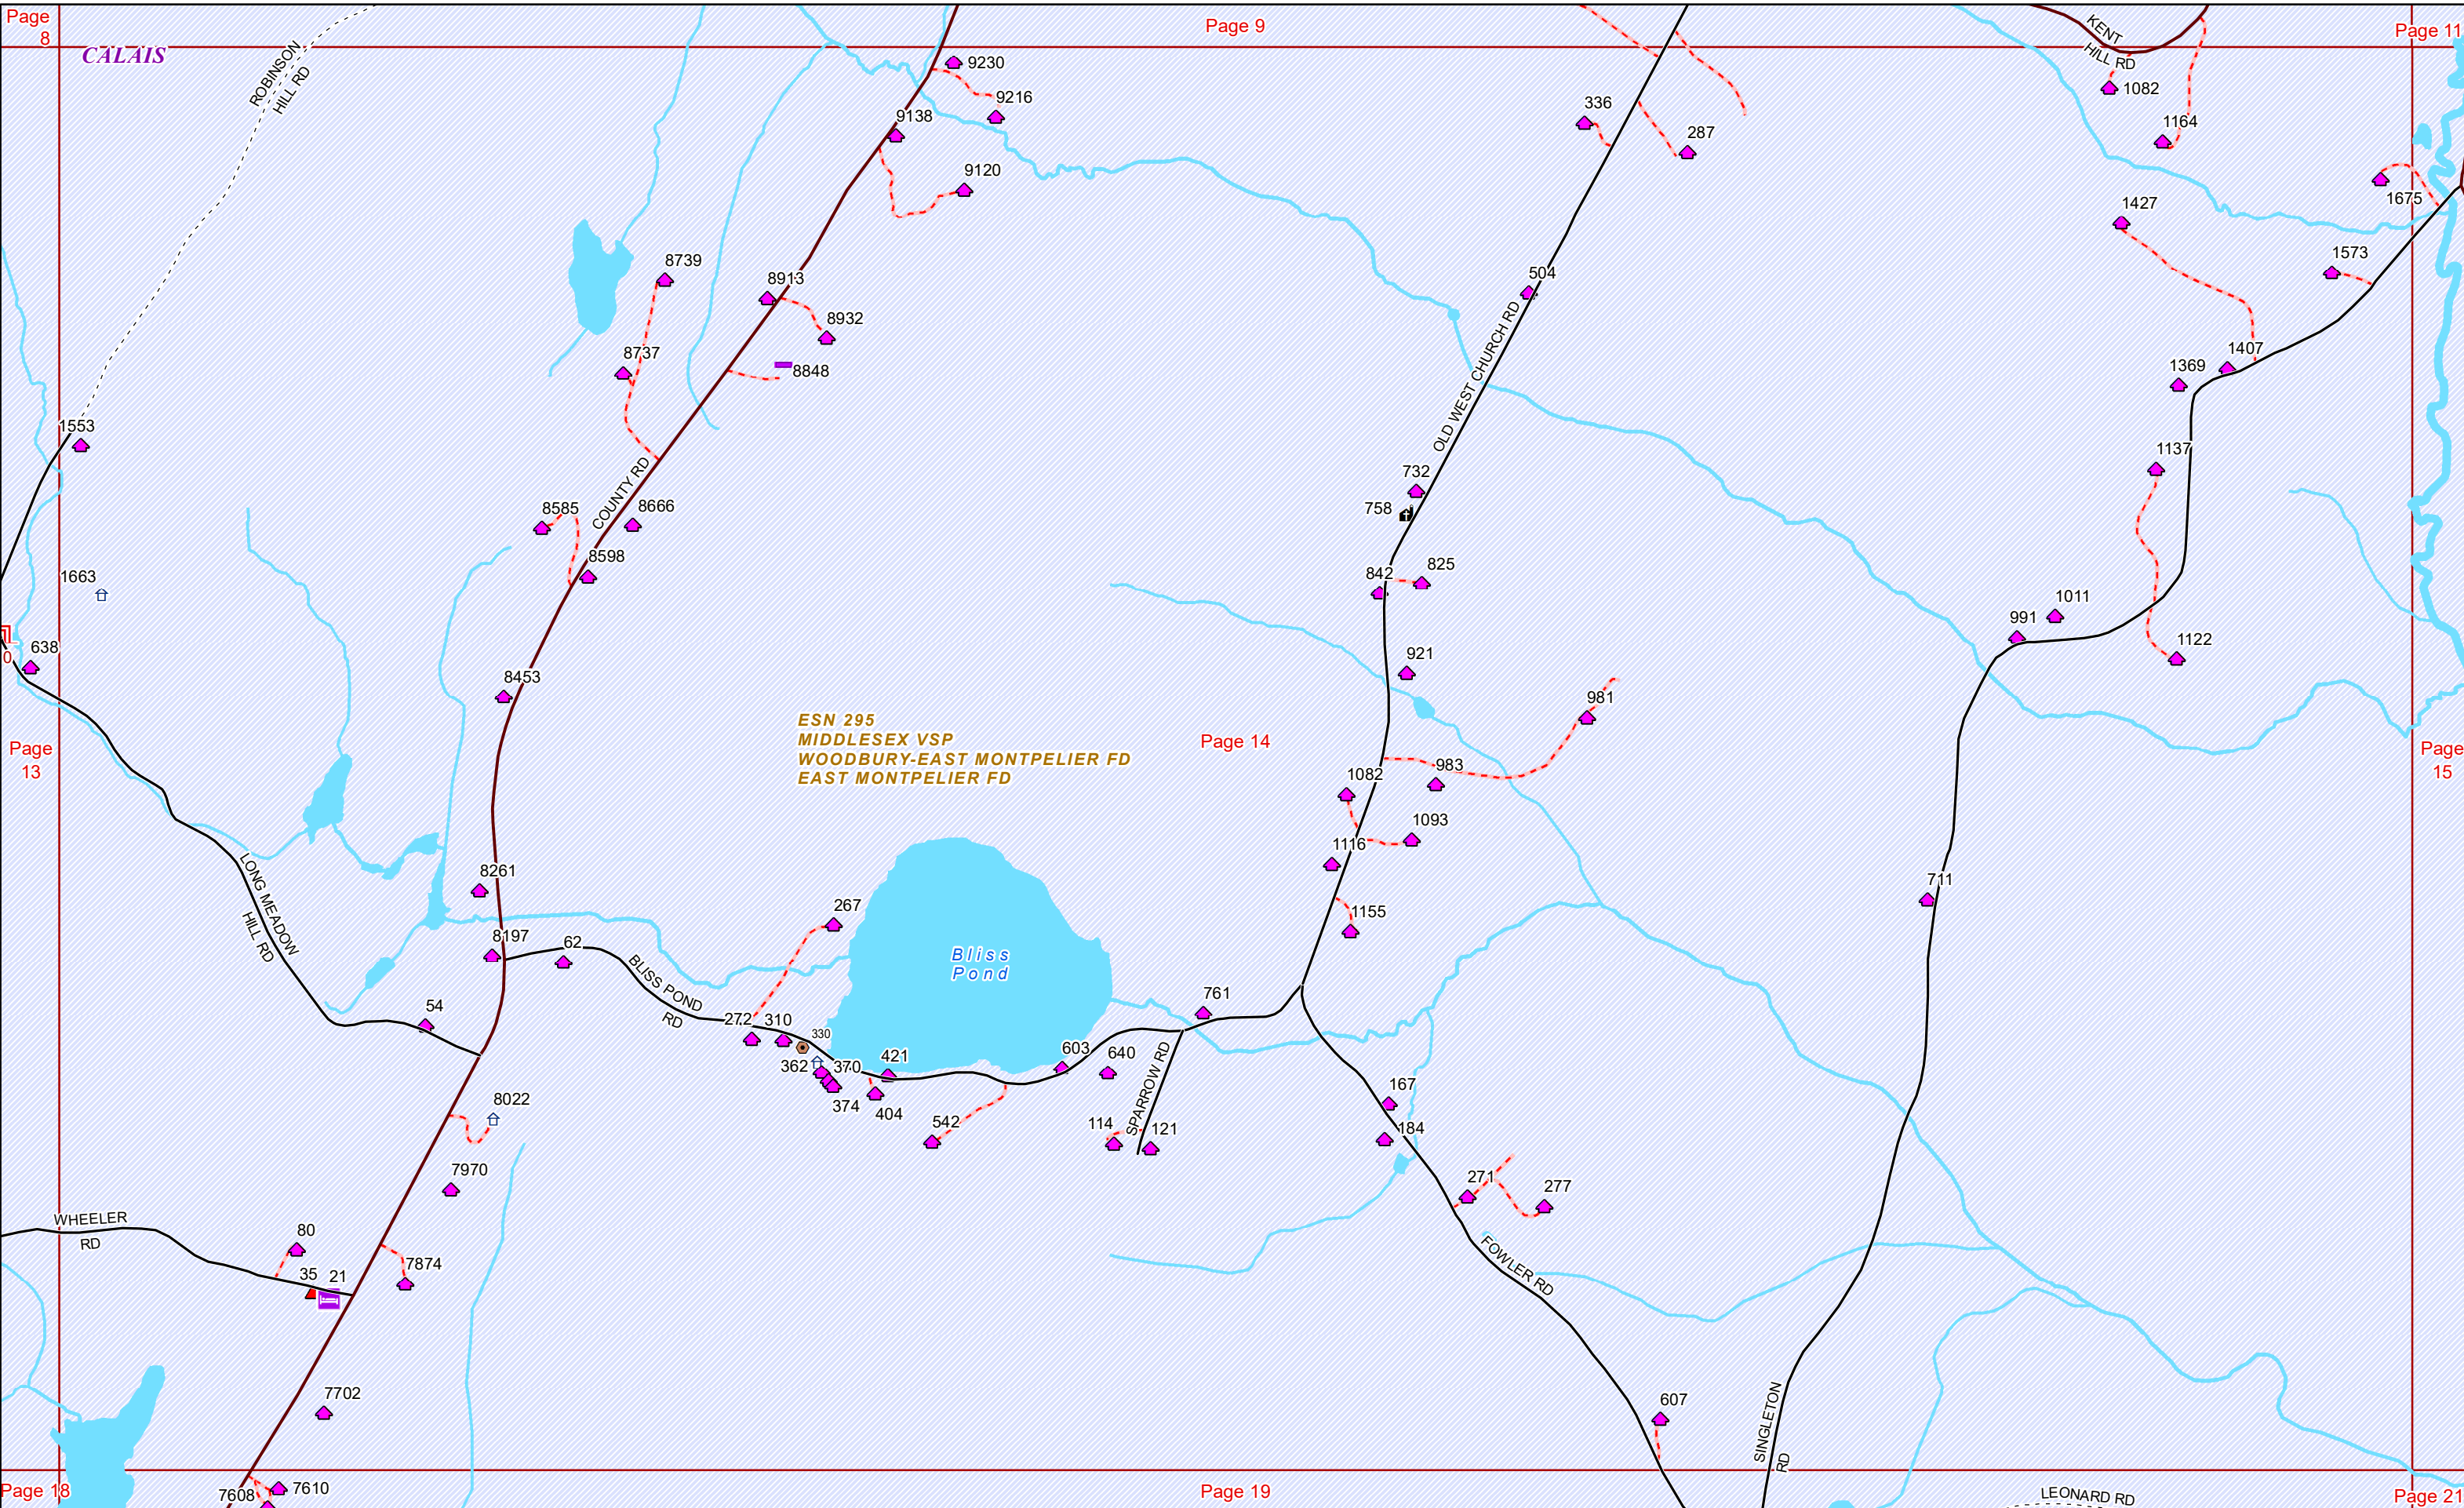 Page
8
Page 9
Page 11
CALAIS
ROBINSON
HILL RD
KENT
HILL RD
9230
9216
9138
9120
336
287
1082
1164
1675
1427
1573
8739
8913
8932
8737
8848
504
OLD WEST CHURCH RD
1407
1369
1553
COUNTY RD
8585
8666
8598
732
758
1137
1663
842
825
991
1011
1122
0
638
8453
921
981
ESN 295
MIDDLESEX VSP
WOODBURY-EAST MONTPELIER FD
EAST MONTPELIER FD
Page 14
Page
13
Page
15
983
1082
1093
1116
LONG MEADOW
HILL RD
8261
267
1155
711
8197
62
Bliss
Pond
BLISS POND
RD
54
272
310
330
761
362
370
421
603
640
374
404
SPARROW RD
167
8022
542
114
121
184
7970
271
277
WHEELER
RD
80
7874
35
21
FOWLER RD
7702
607
SINGLETON
RD
Page 18
7608
7610
Page 19
LEONARD RD
Page 21